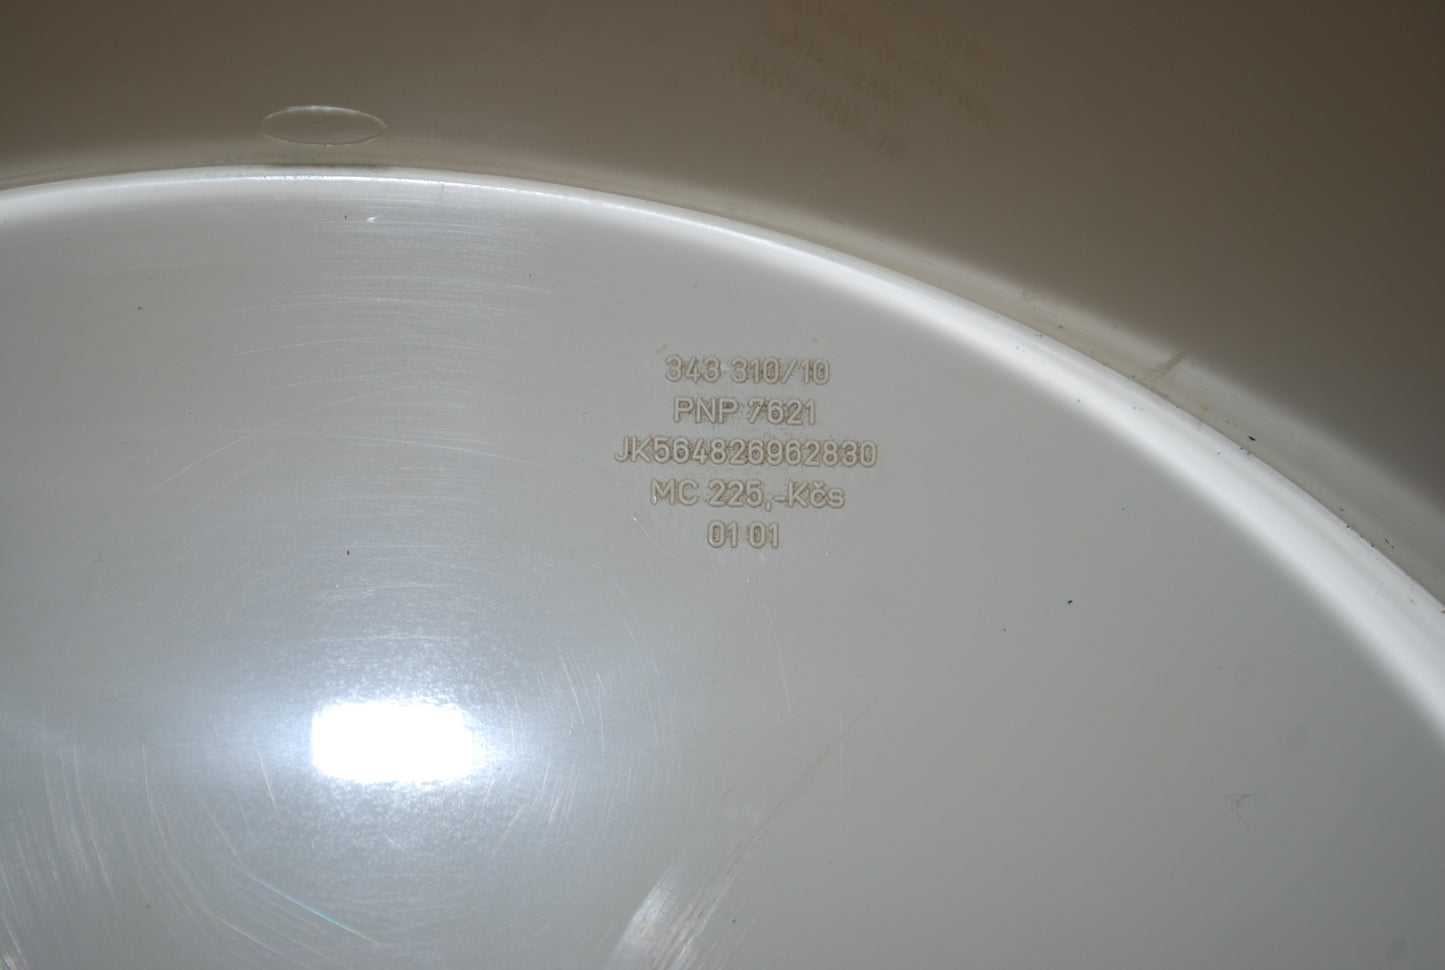 343 310/10
PNP 7621
JK564826962830
MC 225,-Kčs
01 01